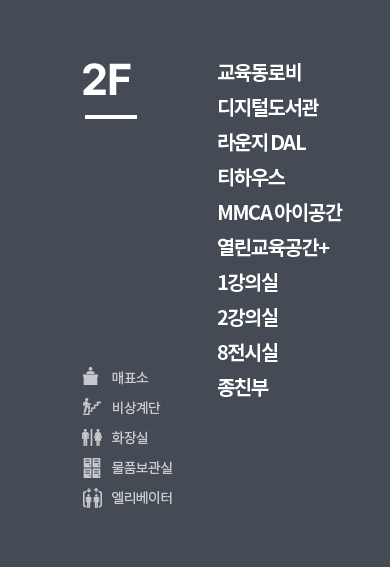 2F
교육동로비
디지털도서관
라운지 DAL
티하우스
MMCA 아이공간
열린교육공간+
1강의실
2강의실
8전시실
종친부
매표소
비상계단
화장실
물품보관실
엘리베이터